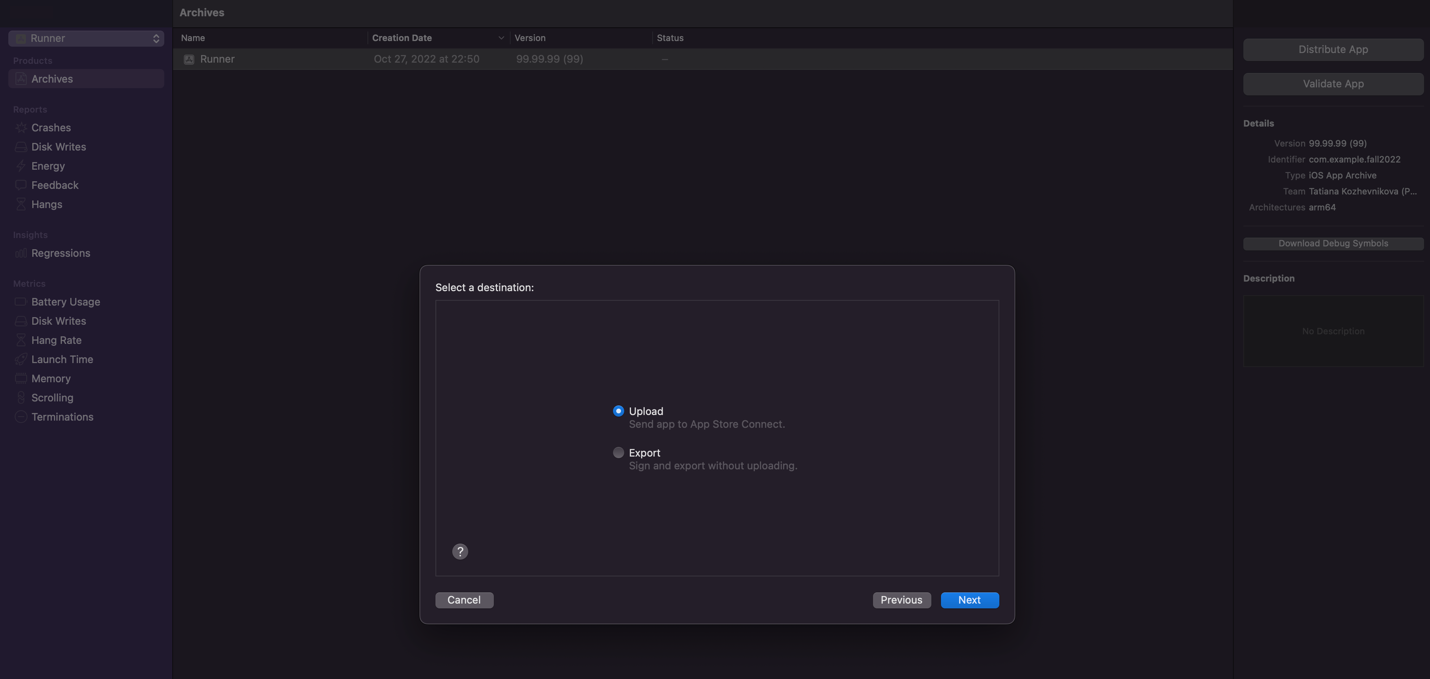 Archives
Runner
Products
Archives
Reports
Crashes
Disk Writes
Energy
Feedback
Hangs
Insights
Regressions
Metrics
Battery Usage
Disk Writes
Hang Rate
Launch Time
Memory
Scrolling
Terminations
Name Creation Date Version Status
Runner Oct 27, 2022 at 22:50 99.99.99 (99) --
Select a destination:
Upload
Send app to App Store Connect.
Export
Sign and export without uploading.
?
Cancel Previous Next
Distribute App
Validate App
Details
Version 99.99.99 (99)
Identifier com.example.fall2022
Type iOS App Archive
Team Tatiana Kozhevnikova (P...
Architectures arm64
Download Debug Symbols
Description
No Description